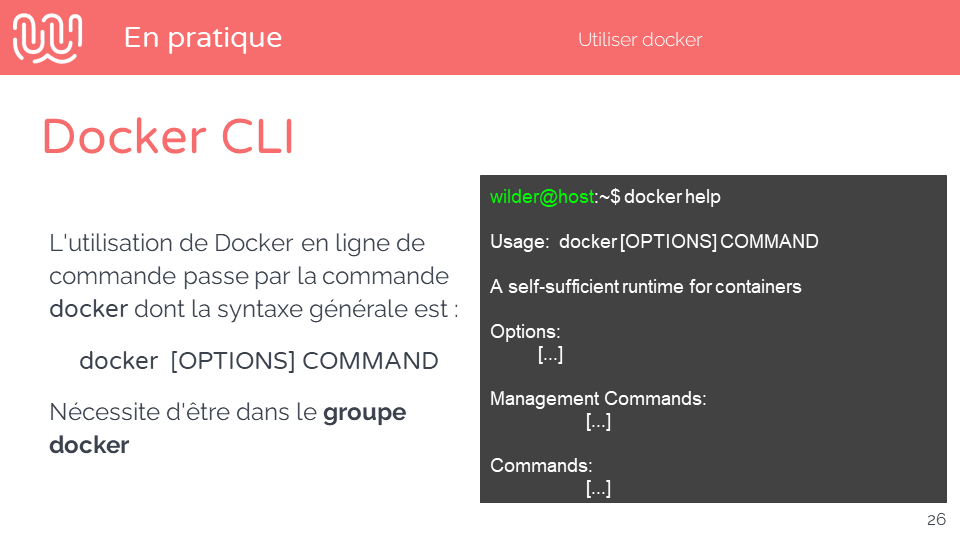 En pratique
Utiliser docker
Docker CLI
L'utilisation de Docker en ligne de
commande passe par la commande
docker dont la syntaxe générale est :
docker [OPTIONS] COMMAND
Nécessite d'être dans le groupe
docker
wilder@host:~$ docker help
Usage: docker [OPTIONS] COMMAND
A self-sufficient runtime for containers
Options:
[...]
Management Commands:
[...]
Commands:
[...]
26